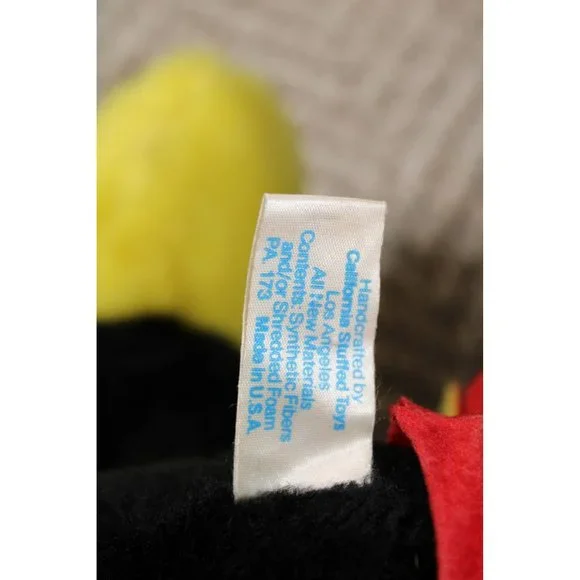 Handcrafted by
California Stuffed Toys
Los Angeles
All New Materials
Contents: Synthetic Fibers
and/or Shredded Foam
PA 173 Made in U.S.A.